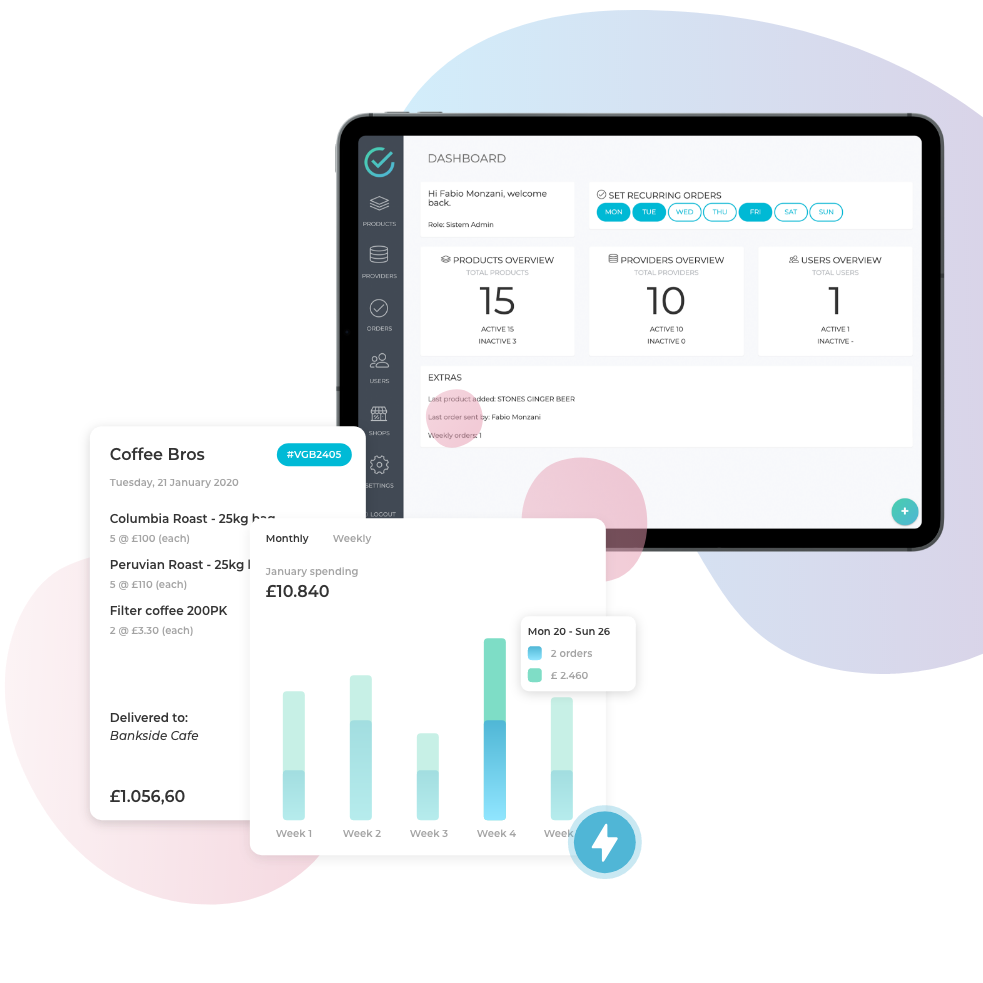 DASHBOARD
Hi Fabio Monzani, welcome
back.
Role: Sistem Admin
SET RECURRING ORDERS
MON TUE WED THU FRI SAT SUN
PRODUCTS
PROVIDERS
ORDERS
USERS
SHOPS
SETTINGS
LOGOUT
PRODUCTS OVERVIEW
TOTAL PRODUCTS
15
ACTIVE 15
INACTIVE 3
PROVIDERS OVERVIEW
TOTAL PROVIDERS
10
ACTIVE 10
INACTIVE 0
USERS OVERVIEW
TOTAL USERS
1
ACTIVE 1
INACTIVE -
EXTRAS
Last product added: STONES GINGER BEER
Last order sent by: Fabio Monzani
Weekly orders: 1
+
Coffee Bros
#VGB2405
Tuesday, 21 January 2020
Columbia Roast - 25kg bag
5 @ £100 (each)
Peruvian Roast - 25kg
5 @ £110 (each)
Filter coffee 200PK
2 @ £3.30 (each)
Delivered to:
Bankside Cafe
£1.056,60
Monthly Weekly
January spending
£10.840
Mon 20 - Sun 26
2 orders
£ 2.460
Week 1 Week 2 Week 3 Week 4 Week